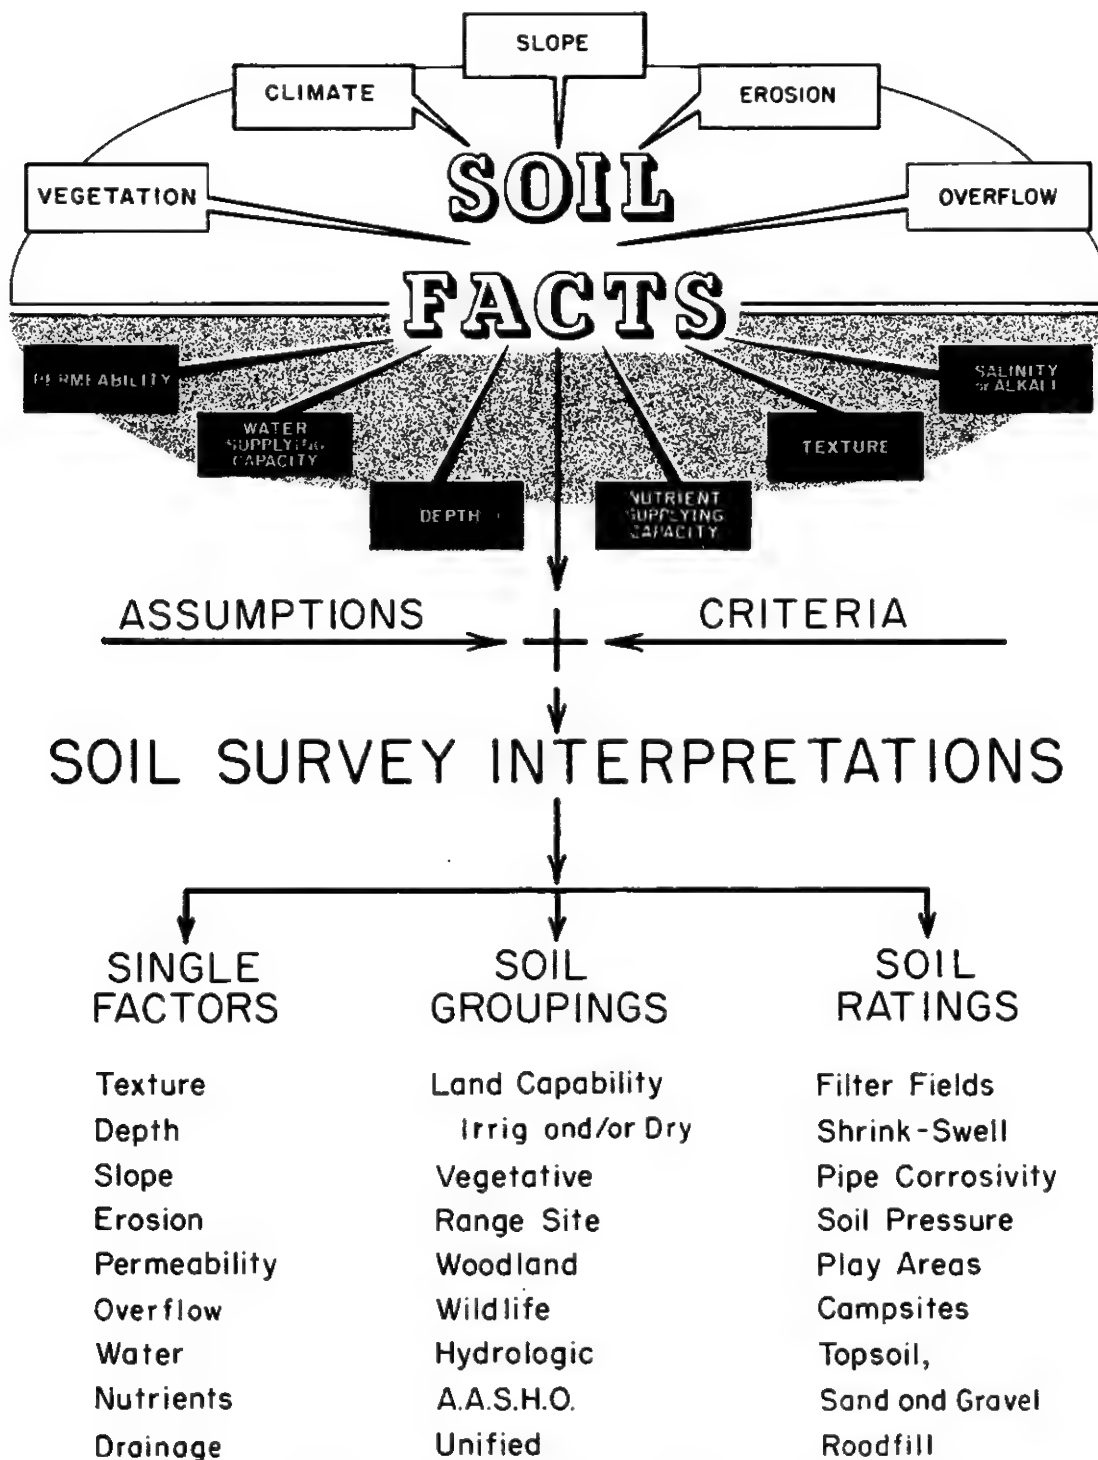 SLOPE
CLIMATE
EROSION
VEGETATION
OVERFLOW
SOIL
FACTS
PERMEABILITY
WATER
SUPPLYING
CAPACITY
DEPTH
NUTRIENT
SUPPLYING
CAPACITY
TEXTURE
SALINITY
or ALKALI
ASSUMPTIONS
CRITERIA
SOIL SURVEY INTERPRETATIONS
SINGLE
FACTORS
Texture
Depth
Slope
Erosion
Permeability
Overflow
Water
Nutrients
Drainage
SOIL
GROUPINGS
Land Capability
Irrig and/or Dry
Vegetative
Range Site
Woodland
Wildlife
Hydrologic
A.A.S.H.O.
Unified
SOIL
RATINGS
Filter Fields
Shrink-Swell
Pipe Corrosivity
Soil Pressure
Play Areas
Campsites
Topsoil,
Sand and Gravel
Roadfill